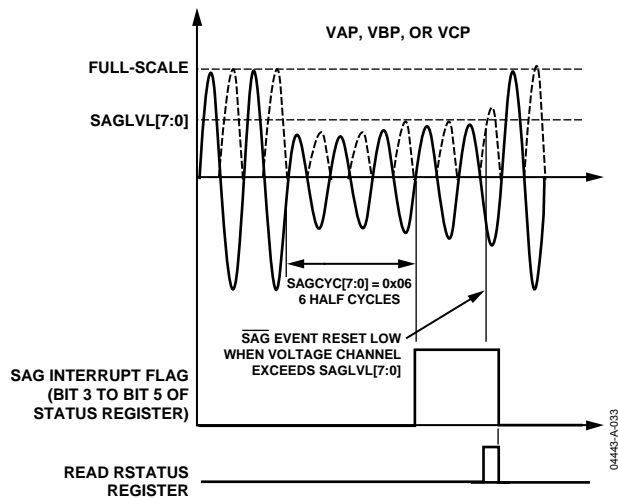 VAP, VBP, OR VCP
FULL-SCALE
SAGLVL[7:0]
SAGCYC[7:0] = 0x06
6 HALF CYCLES
SAG EVENT RESET LOW
WHEN VOLTAGE CHANNEL
EXCEEDS SAGLVL[7:0]
SAG INTERRUPT FLAG
(BIT 3 TO BIT 5 OF
STATUS REGISTER)
READ RSTATUS
REGISTER
04443-A-033